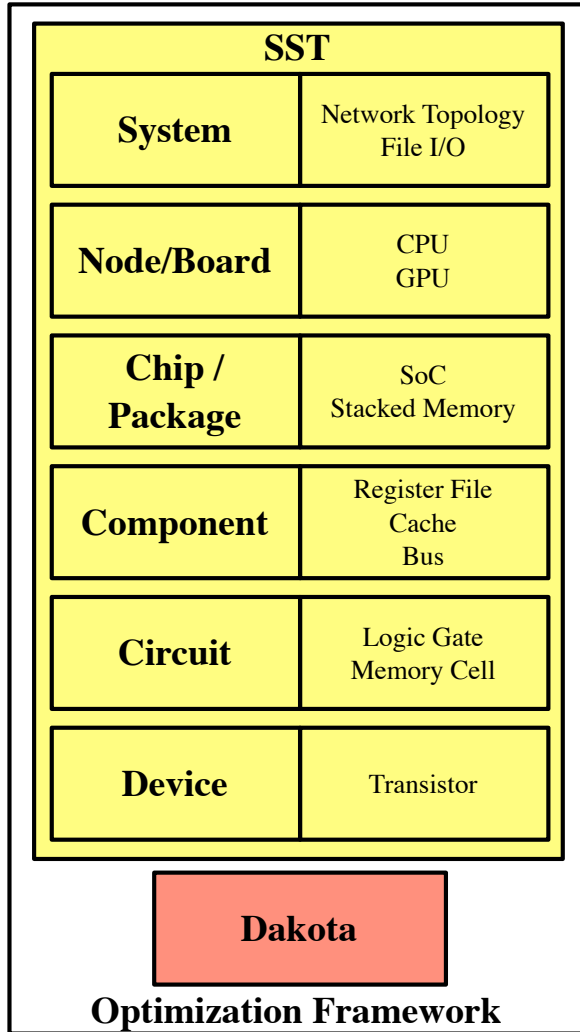 SST
System
Network Topology
File I/O
Node/Board
CPU
GPU
Chip /
Package
SoC
Stacked Memory
Component
Register File
Cache
Bus
Circuit
Logic Gate
Memory Cell
Device
Transistor
Dakota
Optimization Framework